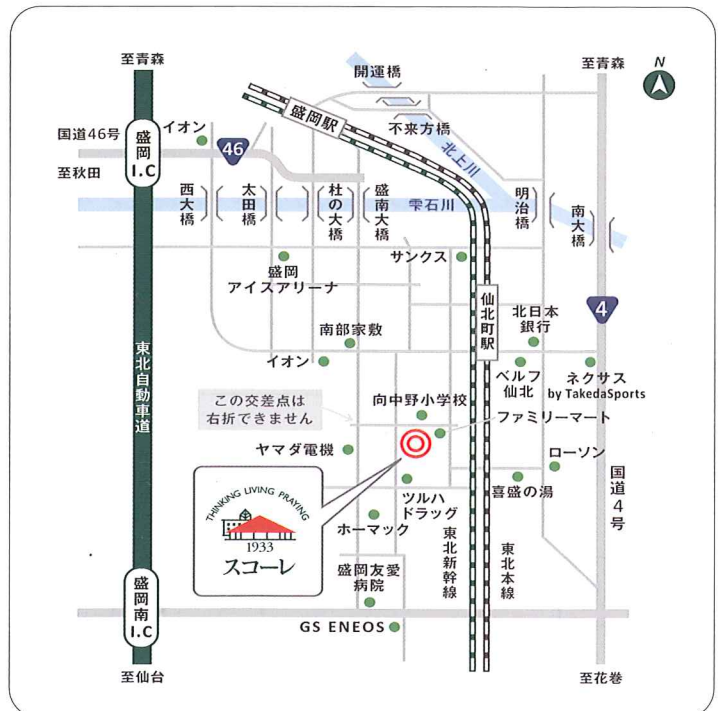 至青森
至青森
N
開運橋
盛岡駅
不来方橋
国道46号
イオン
46
盛岡
I.C
至秋田
北上川
西大橋
太田橋
杜の大橋
盛南大橋
雫石川
明治橋
南大橋
サンクス
盛岡
アイスアリーナ
仙北町駅
北日本
銀行
4
南部家敷
イオン
ベルフ
仙北
ネクサス
by TakedaSports
東北自動車道
この交差点は
右折できません
向中野小学校
ファミリーマート
ヤマダ電機
ローソン
喜盛の湯
国道4号
ツルハ
ドラッグ
THINKING LIVING PRAYING
1933
スコーレ
ホーマック
東北新幹線
東北本線
盛岡友愛
病院
盛岡南
I.C
GS ENEOS
至仙台
至花巻